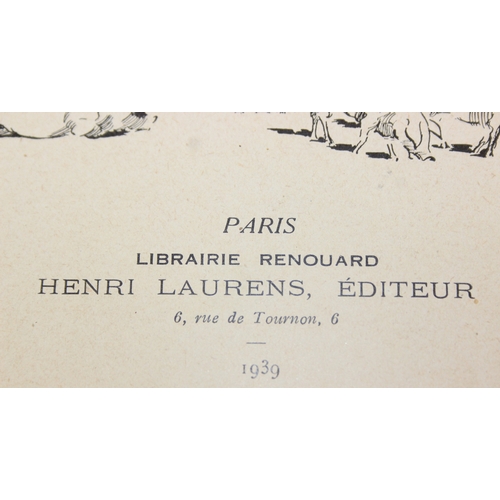 PARIS
LIBRAIRIE RENOUARD
HENRI LAURENS, ÉDITEUR
6, rue de Tournon, 6
—
1939